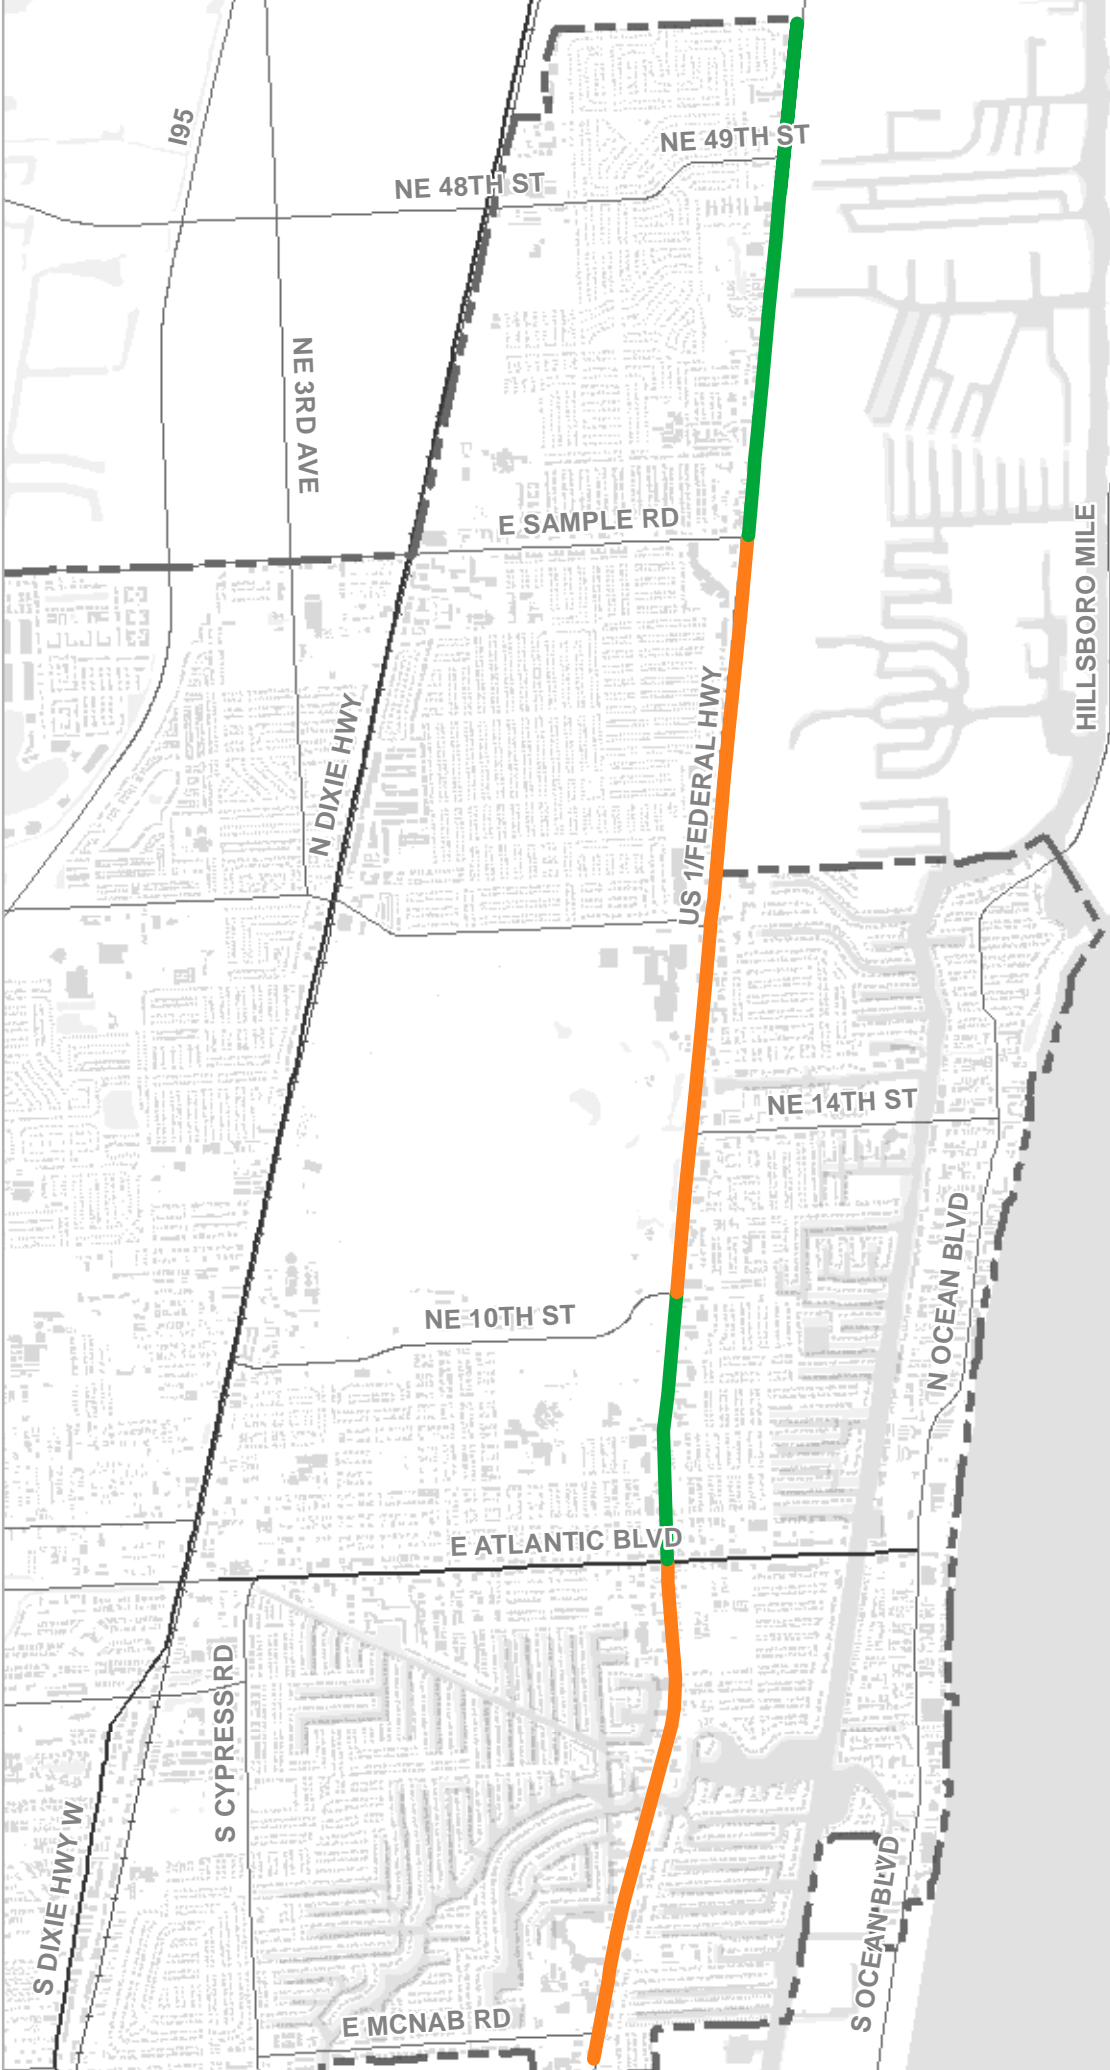 I95
NE 49TH ST
NE 48TH ST
NE 3RD AVE
E SAMPLE RD
HILLSBORO MILE
N DIXIE HWY
US 1/FEDERAL HWY
NE 14TH ST
N OCEAN BLVD
NE 10TH ST
E ATLANTIC BLVD
S CYPRESS RD
S DIXIE HWY W
S OCEAN BLVD
E MCNAB RD